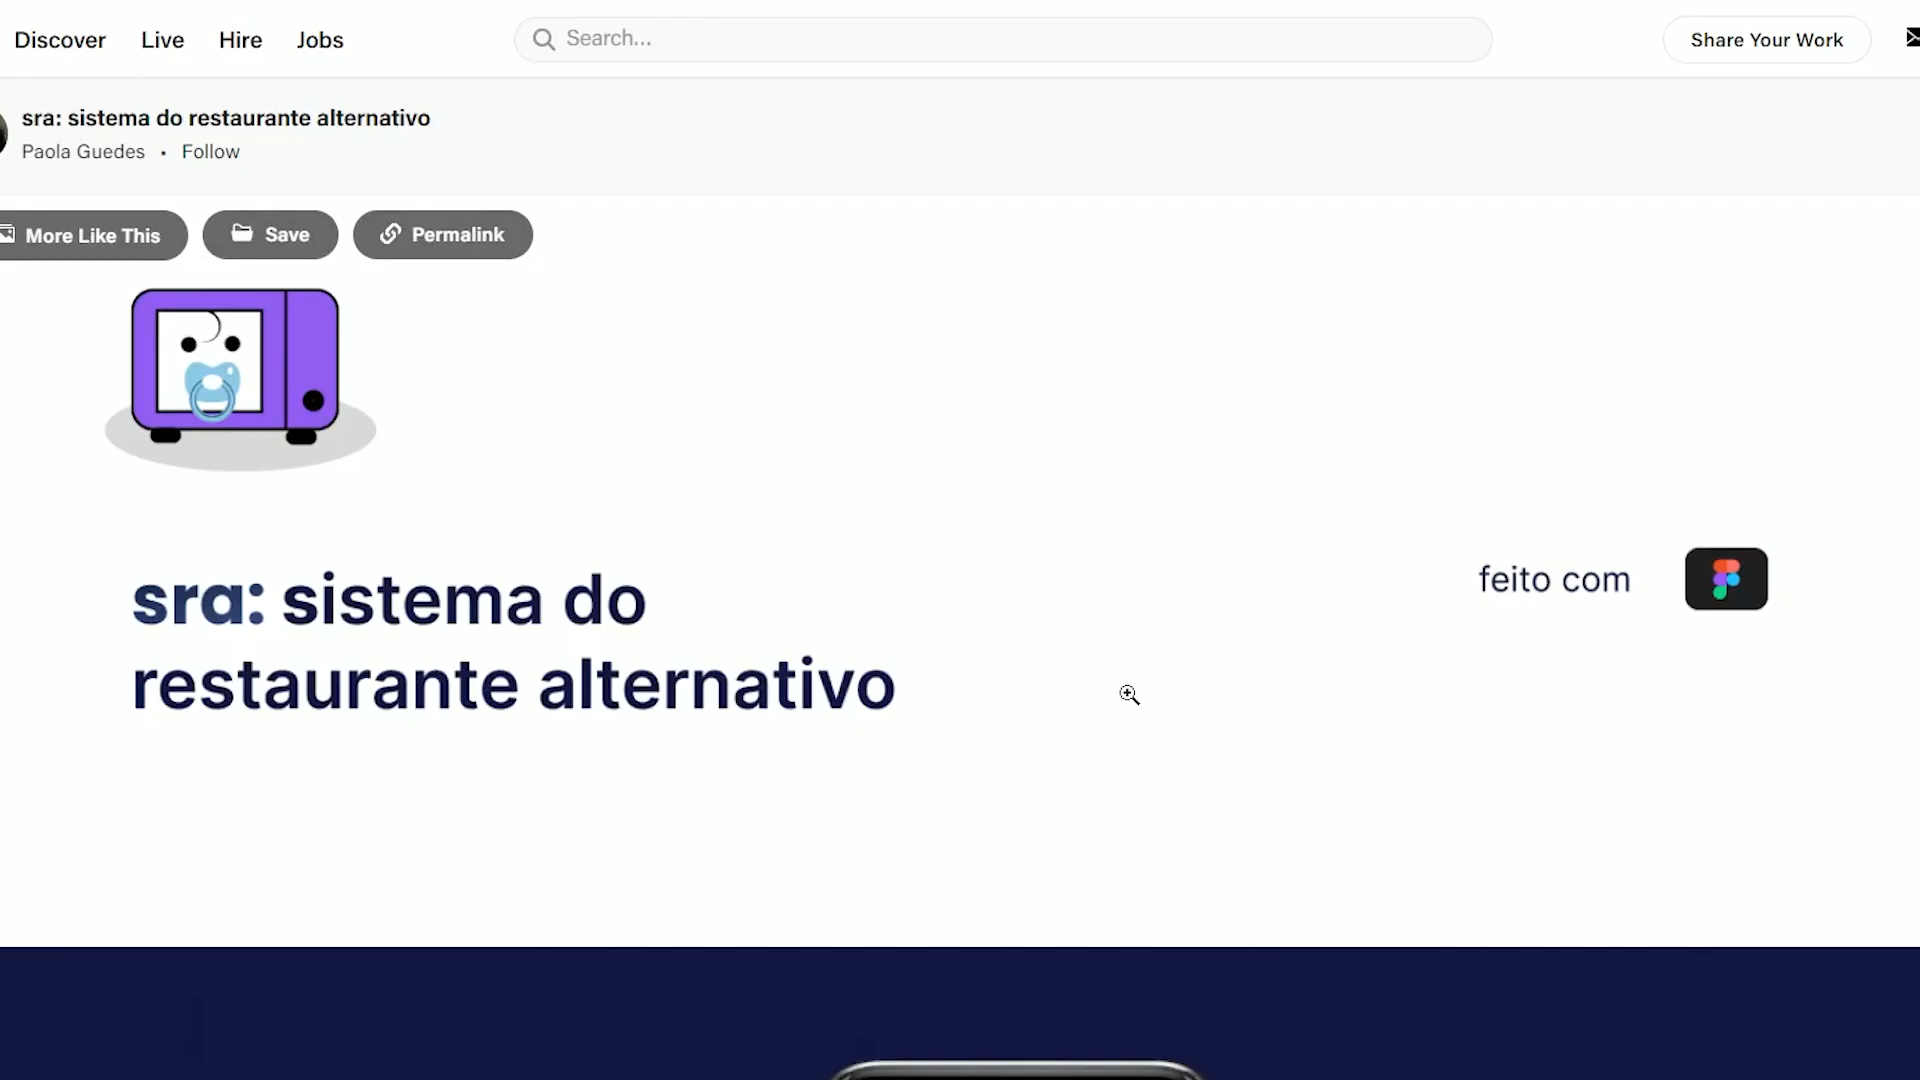 Discover Live Hire Jobs Search... Share Your Work
sra: sistema do restaurante alternativo
Paola Guedes • Follow
More Like This Save Permalink
sra: sistema do
restaurante alternativo
feito com